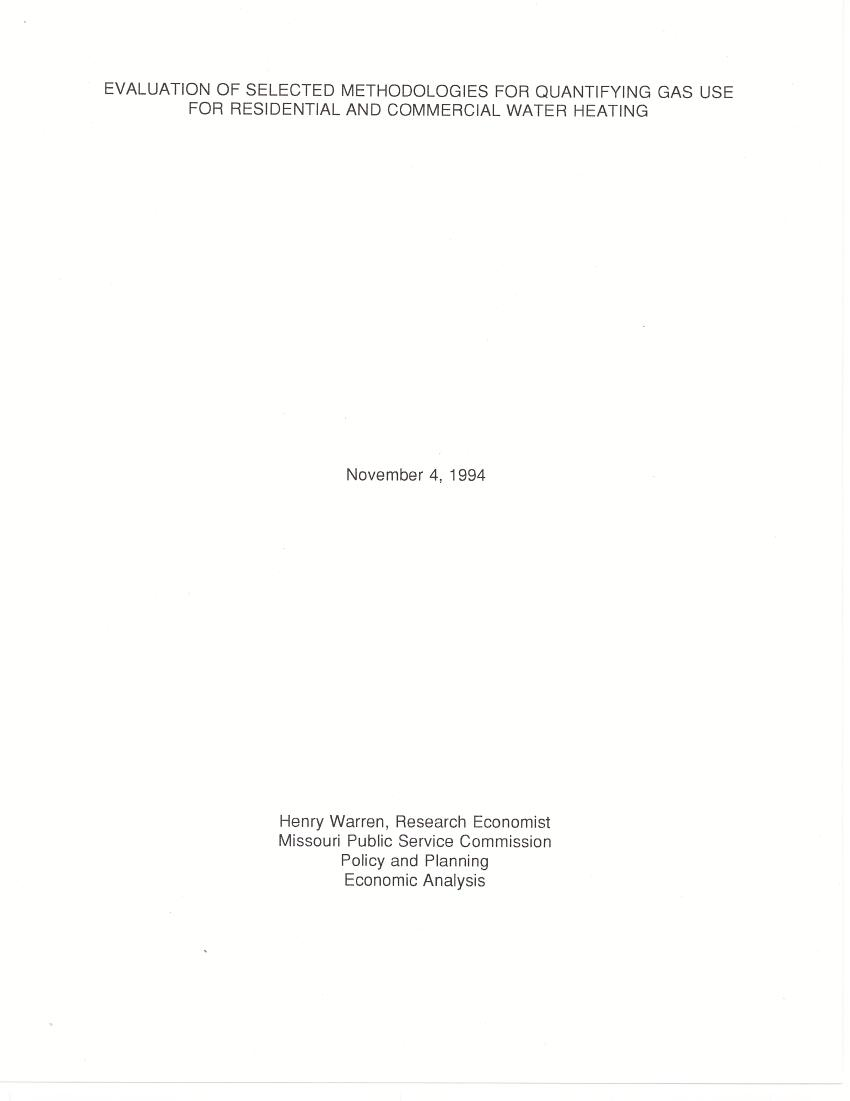 EVALUATION OF SELECTED METHODOLOGIES FOR QUANTIFYING GAS USE
FOR RESIDENTIAL AND COMMERCIAL WATER HEATING
November 4, 1994
Henry Warren, Research Economist
Missouri Public Service Commission
Policy and Planning
Economic Analysis